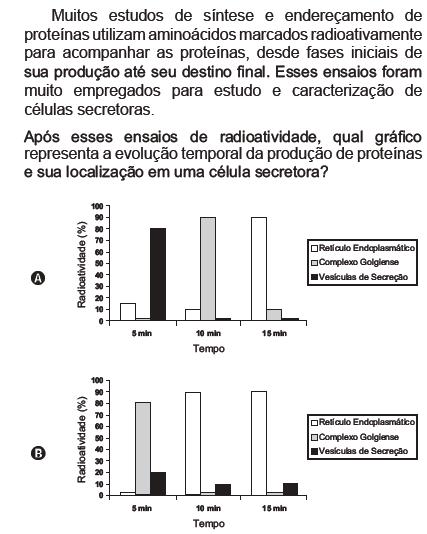 Muitos estudos de síntese e endereçamento de
proteínas utilizam aminoácidos marcados radioativamente
para acompanhar as proteínas, desde fases iniciais de
sua produção até seu destino final. Esses ensaios foram
muito empregados para estudo e caracterização de
células secretoras.
Após esses ensaios de radioatividade, qual gráfico
representa a evolução temporal da produção de proteínas
e sua localização em uma célula secretora?
A
Radioatividade (%)
100
90
80
70
60
50
40
30
20
10
0
5 min 10 min 15 min
Tempo
Retículo Endoplasmático
Complexo Golgiense
Vesículas de Secreção
B
Radioatividade (%)
100
90
80
70
60
50
40
30
20
10
0
5 min 10 min 15 min
Tempo
Retículo Endoplasmático
Complexo Golgiense
Vesículas de Secreção